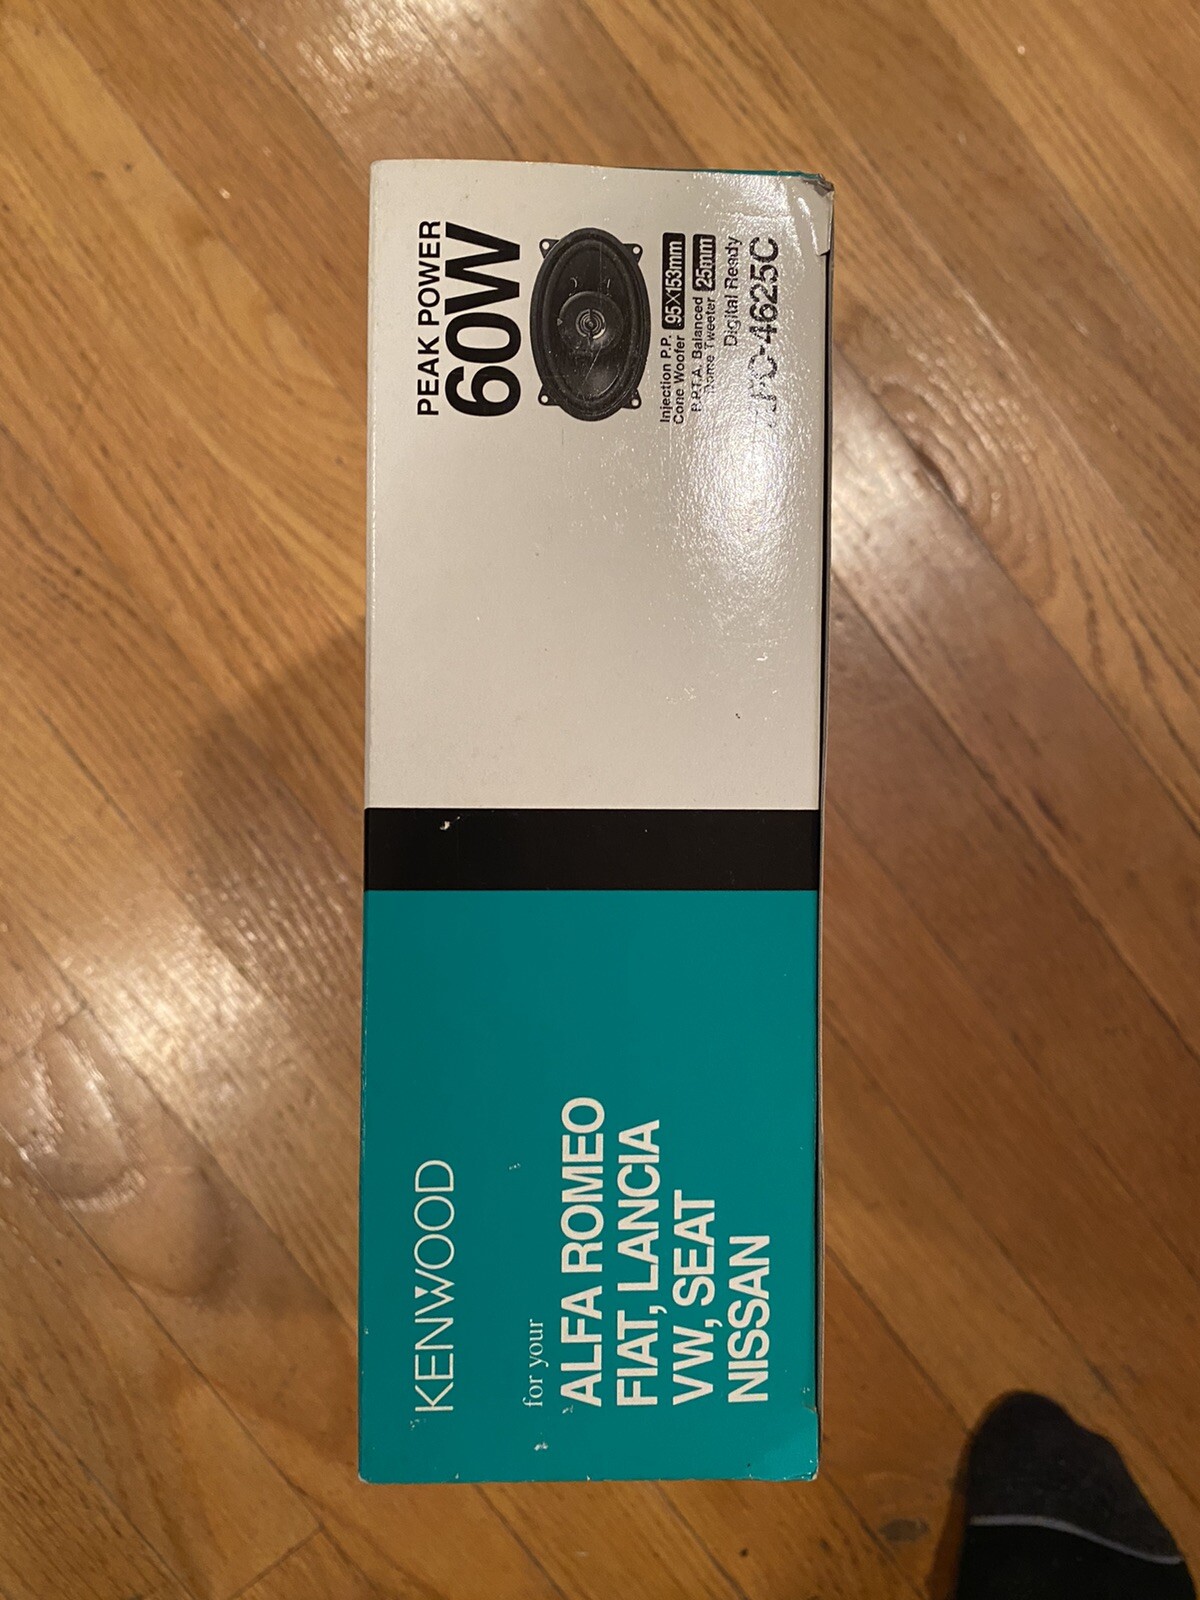 KENWOOD
for your
ALFA ROMEO
FIAT, LANCIA
VW, SEAT
NISSAN
PEAK POWER
60W
Injection P.P. 95×153mm
Cone Woofer
P.P.T.A. Balanced 25mm
Dome Tweeter
Digital Ready